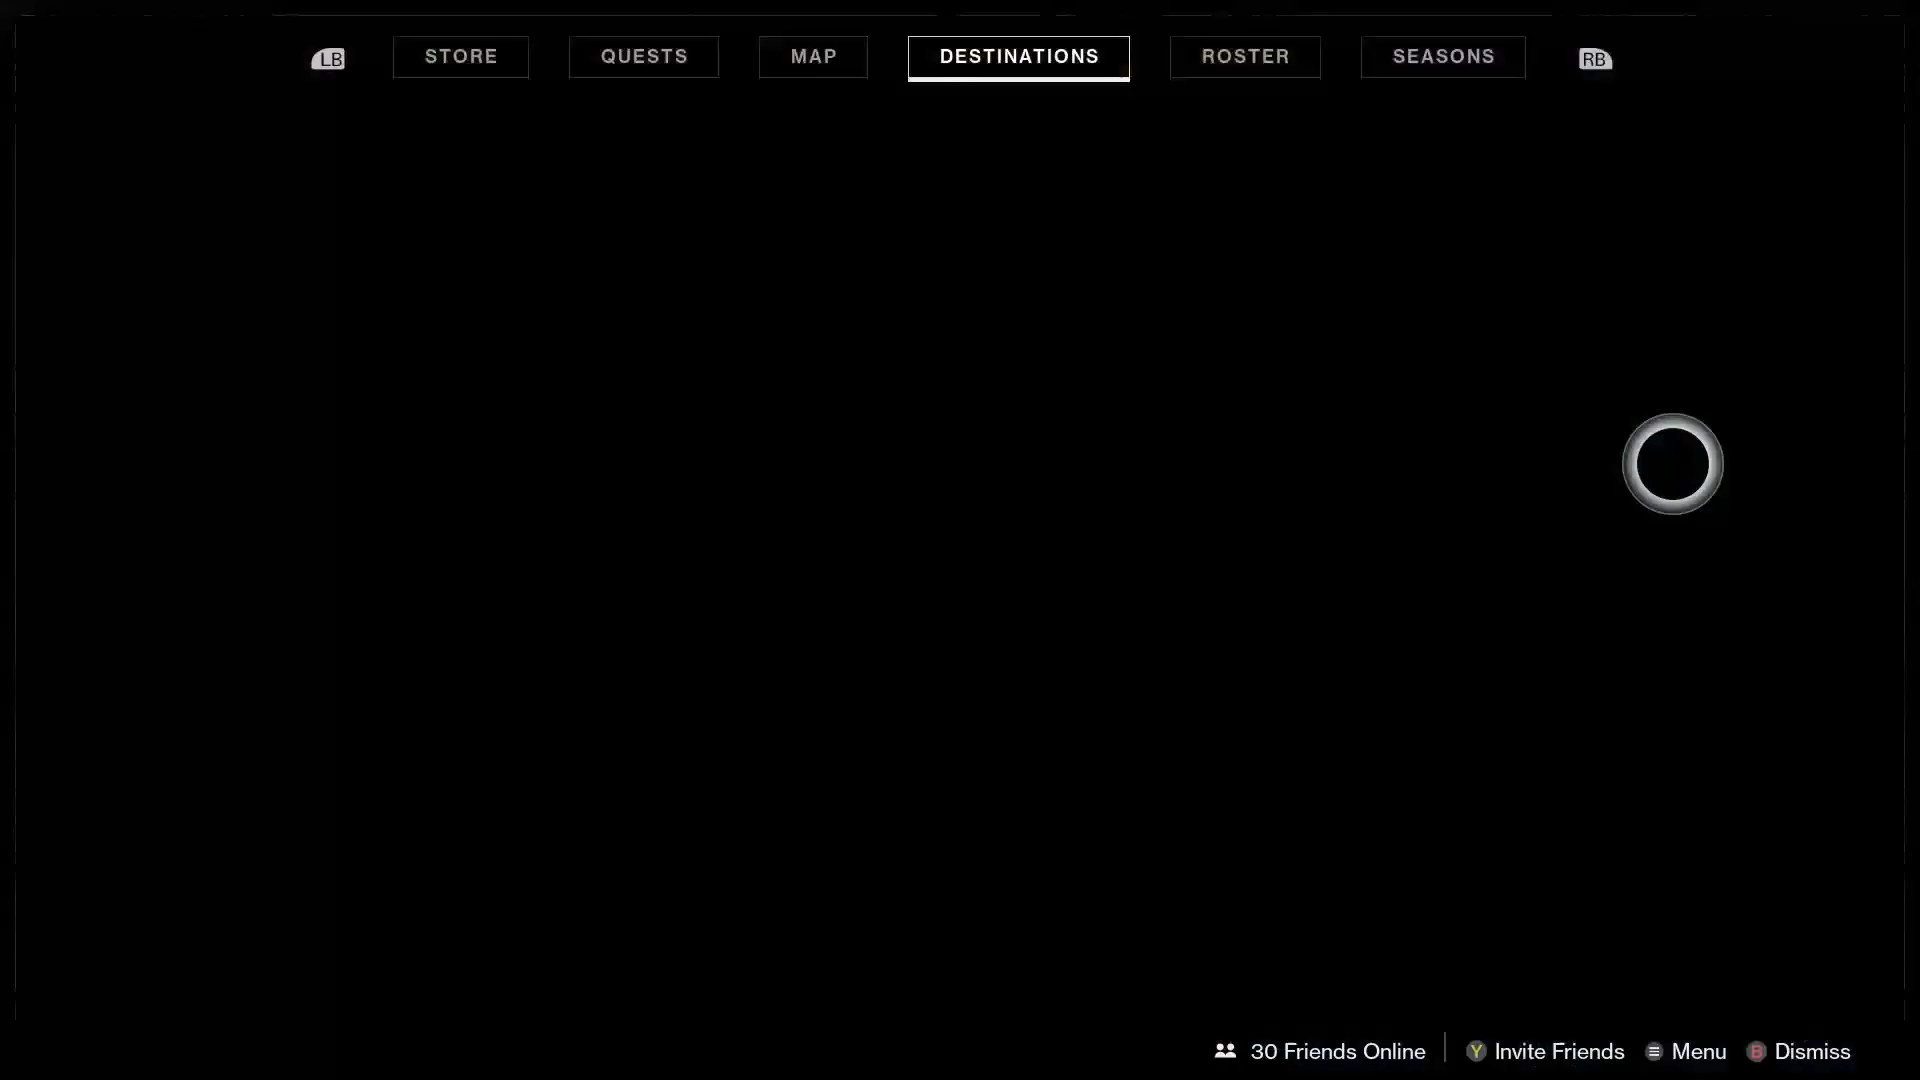 LB STORE QUESTS MAP DESTINATIONS ROSTER SEASONS RB
30 Friends Online Y Invite Friends Menu B Dismiss